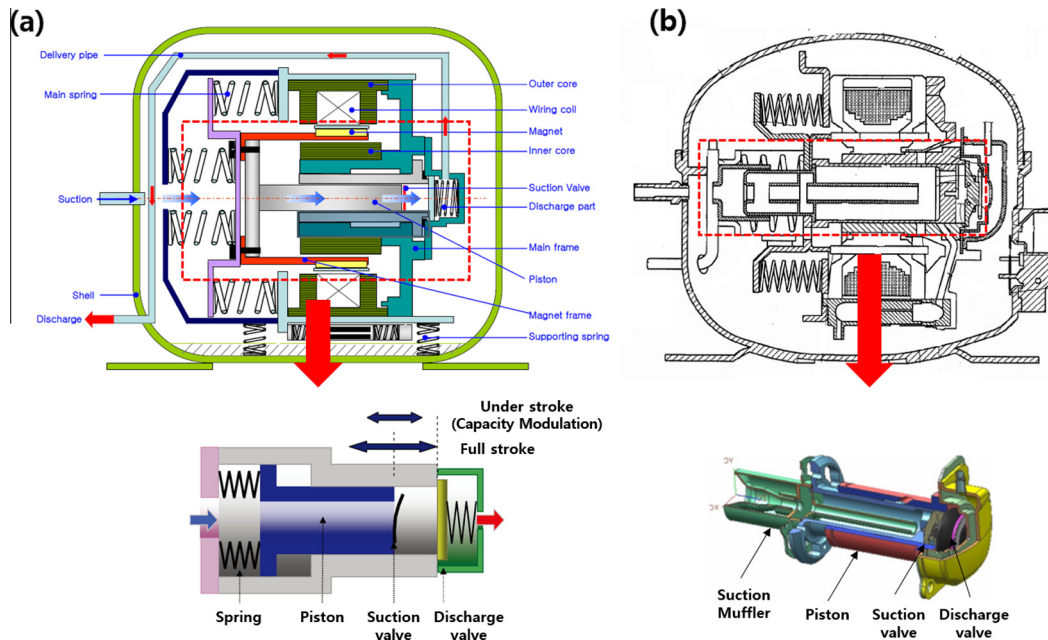 (a)
Delivery pipe
Main spring
Suction
Shell
Discharge
Outer core
Wiring coil
Magnet
Inner core
Suction Valve
Discharge part
Main frame
Piston
Magnet frame
Supporting spring
Under stroke
(Capacity Modulation)
Full stroke
Spring
Piston
Suction
valve
Discharge
valve
(b)
Suction
Muffler
Piston
Suction
valve
Discharge
valve